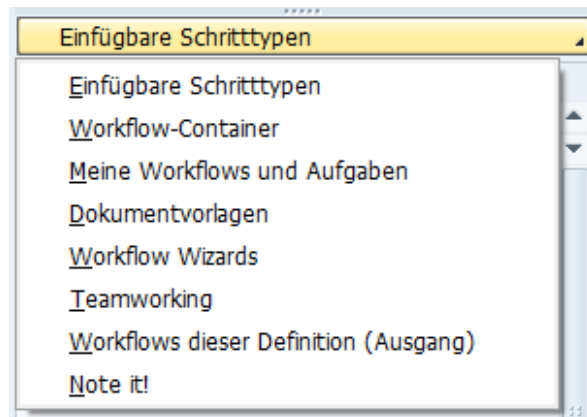 Einfügbare Schritttypen
Einfügbare Schritttypen
Workflow-Container
Meine Workflows und Aufgaben
Dokumentvorlagen
Workflow Wizards
Teamworking
Workflows dieser Definition (Ausgang)
Note it!